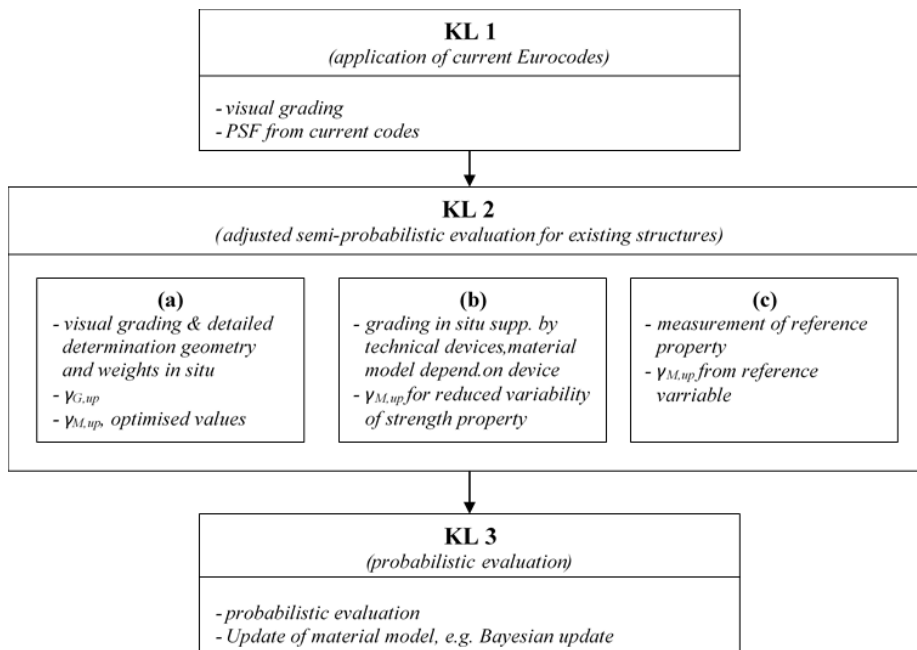 KL 1
(application of current Eurocodes)
- visual grading
- PSF from current codes
KL 2
(adjusted semi-probabilistic evaluation for existing structures)
(a)
- visual grading & detailed
determination geometry
and weights in situ
- γG,up
- γM,up, optimised values
(b)
- grading in situ supp. by
technical devices,material
model depend.on device
- γM,up for reduced variability
of strength property
(c)
- measurement of reference
property
- γM,up from reference
varriable
KL 3
(probabilistic evaluation)
- probabilistic evaluation
- Update of material model, e.g. Bayesian update